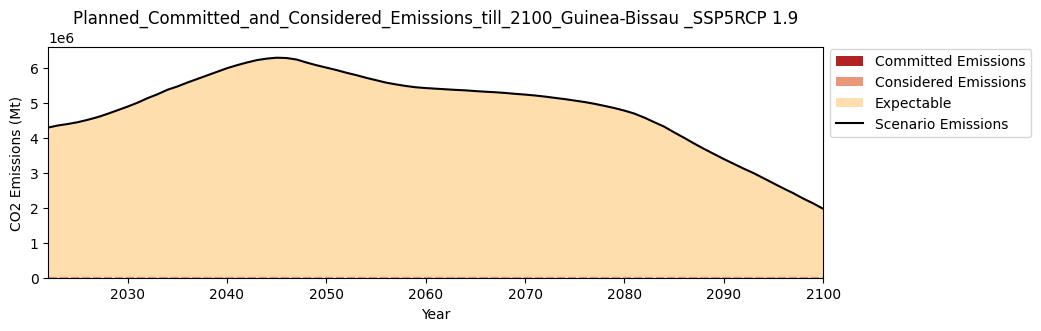 Planned_Committed_and_Considered_Emissions_till_2100_Guinea-Bissau _SSP5RCP 1.9
1e6
6
5
4
3
2
1
0
CO2 Emissions (Mt)
2030 2040 2050 2060 2070 2080 2090 2100
Year
Committed Emissions
Considered Emissions
Expectable
Scenario Emissions